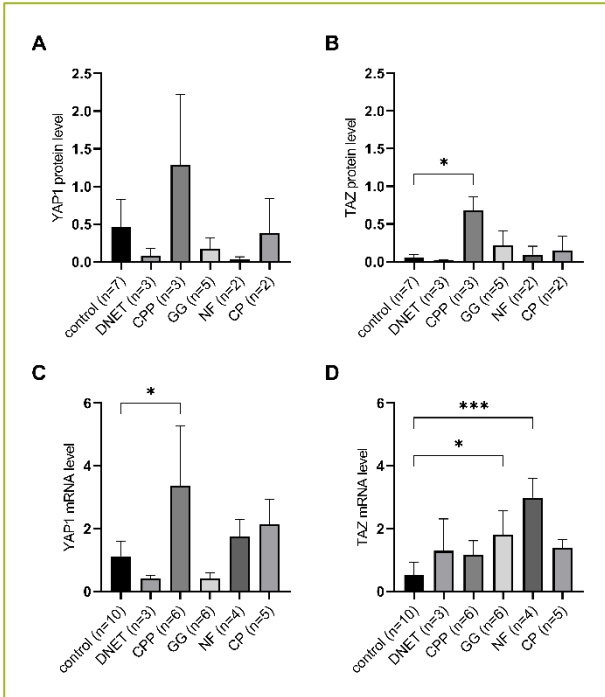 A
YAP1 protein level
2.5
2.0
1.5
1.0
0.5
0.0
control (n=7)
DNET (n=3)
CPP (n=3)
GG (n=5)
NF (n=2)
CP (n=2)
B
TAZ protein level
2.5
2.0
1.5
1.0
0.5
0.0
*
control (n=7)
DNET (n=3)
CPP (n=3)
GG (n=5)
NF (n=2)
CP (n=2)
C
YAP1 mRNA level
6
4
2
0
*
control (n=10)
DNET (n=3)
CPP (n=6)
GG (n=6)
NF (n=4)
CP (n=5)
D
TAZ mRNA level
6
4
2
0
***
*
control (n=10)
DNET (n=3)
CPP (n=6)
GG (n=6)
NF (n=4)
CP (n=5)